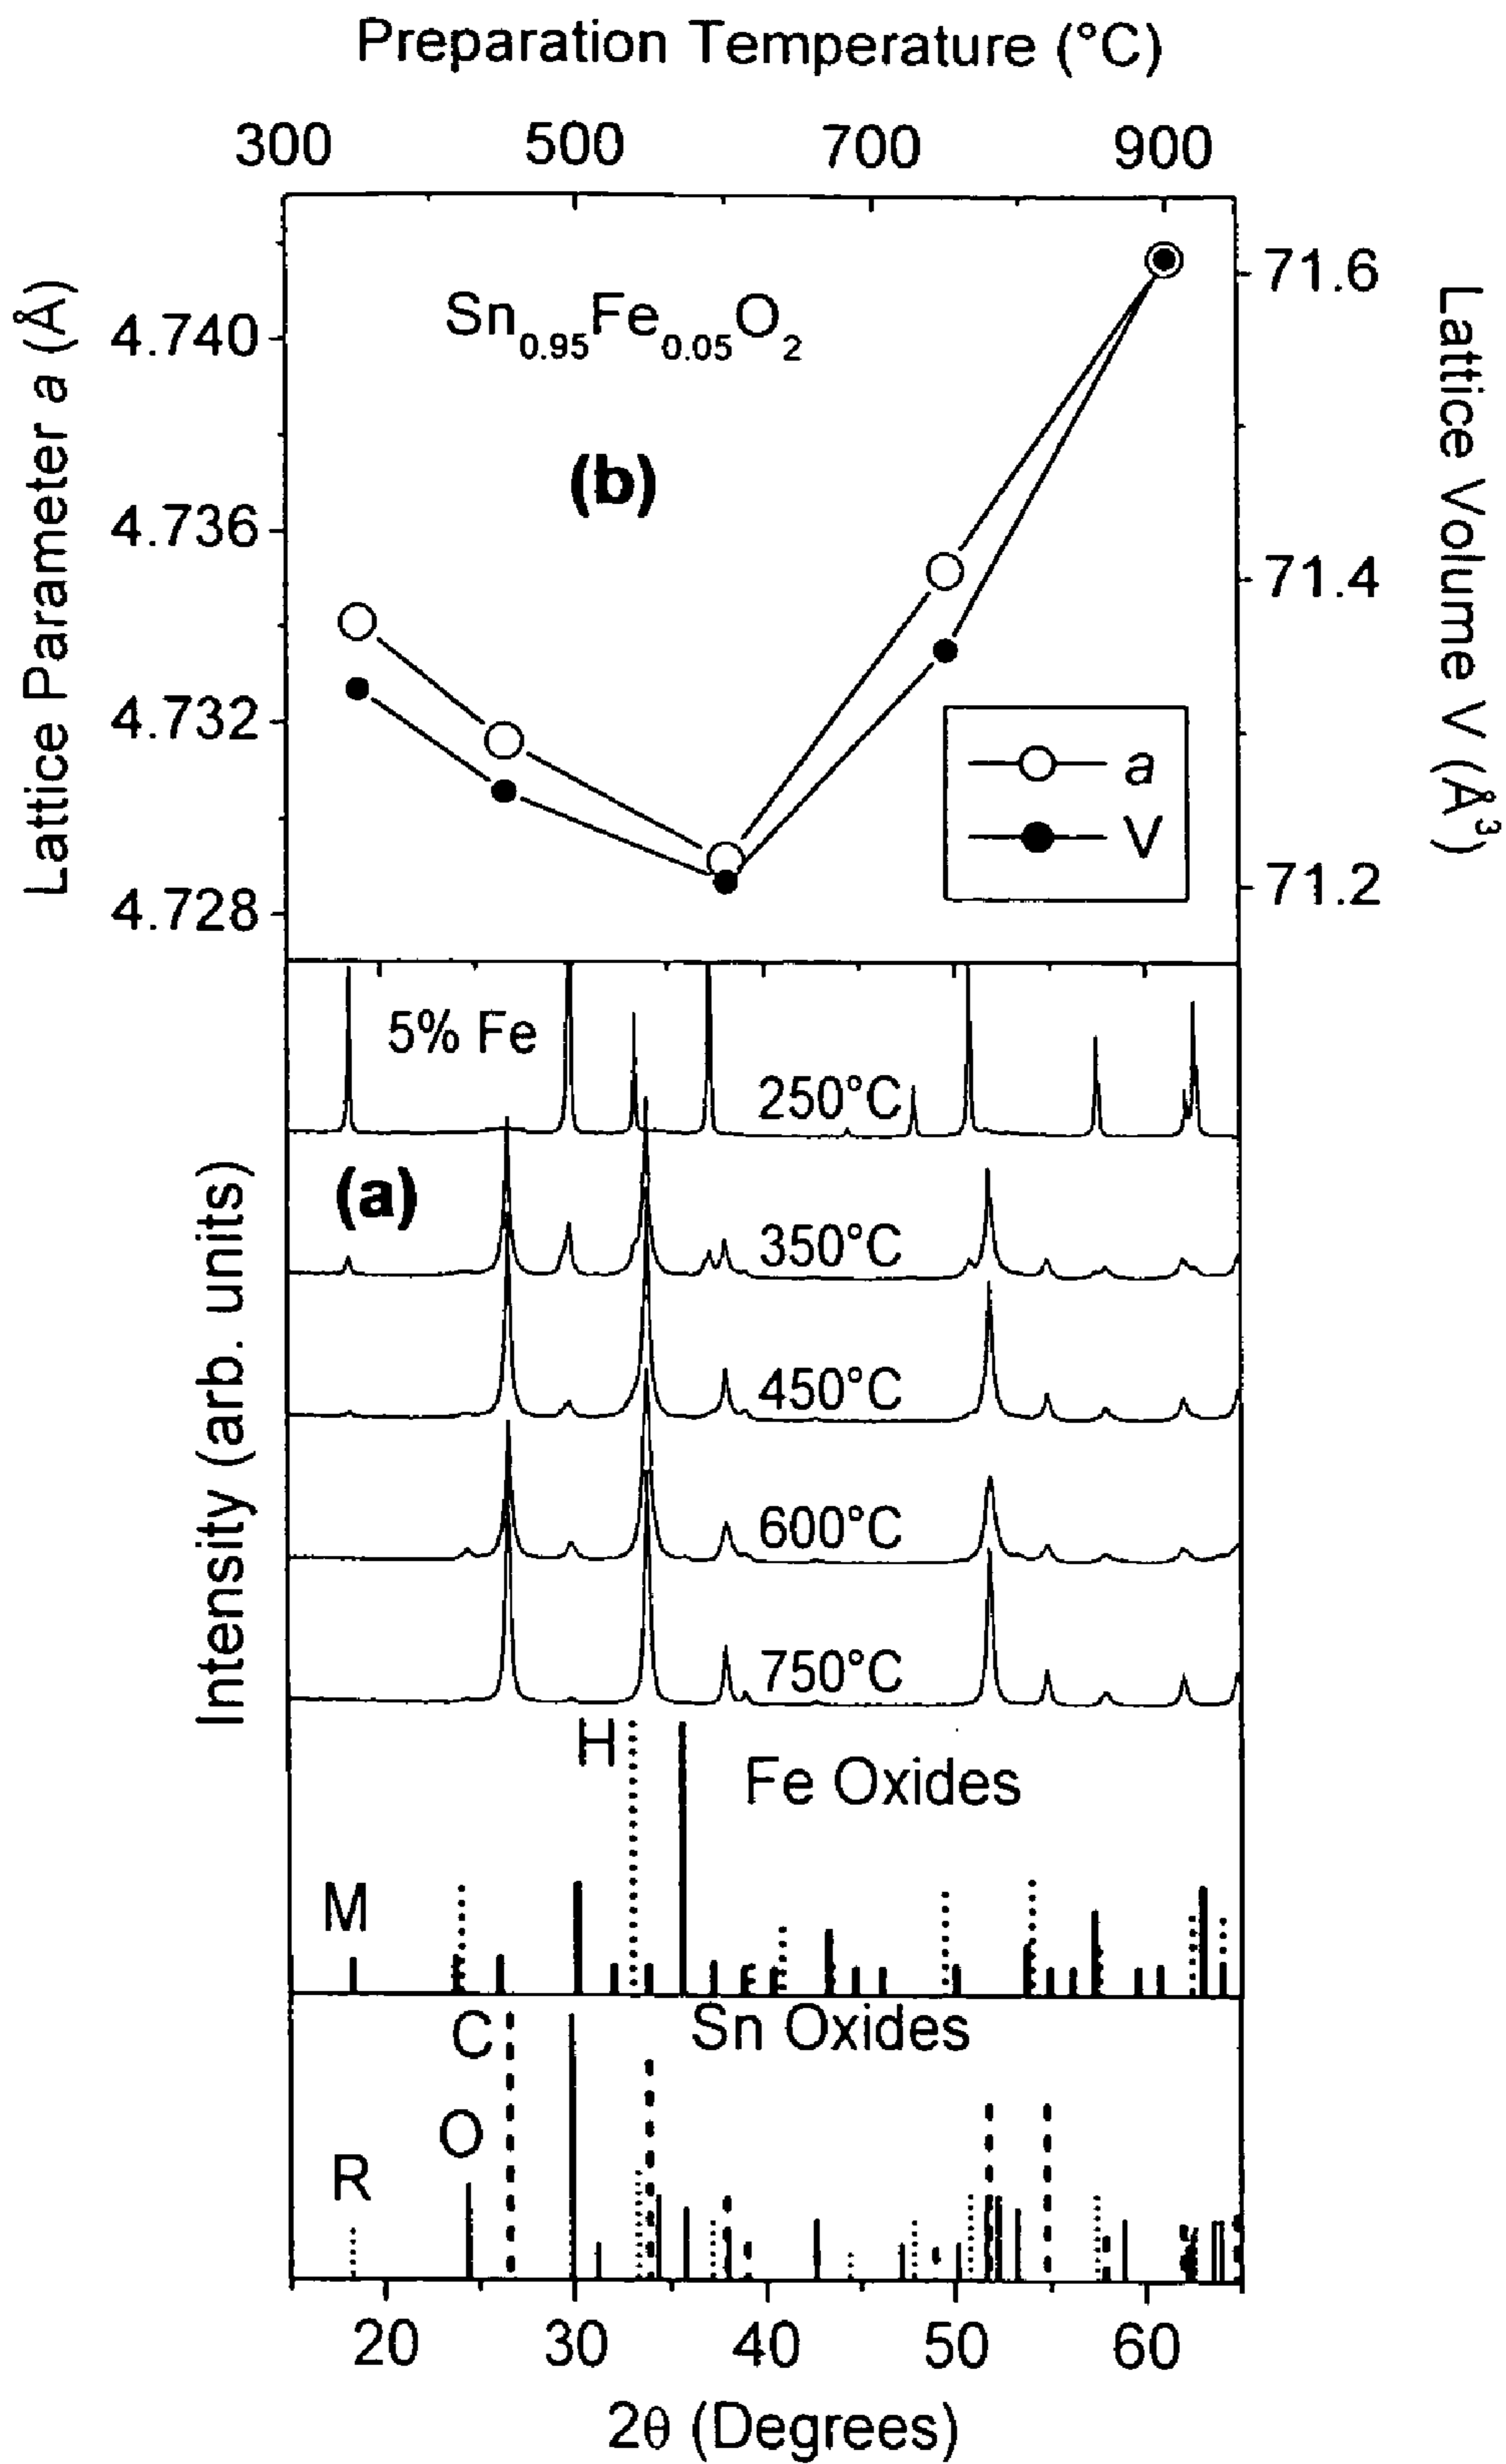 Preparation Temperature (°C)
300 500 700 900
Lattice Parameter a (Å)
4.740
4.736
4.732
4.728
Sn0.95Fe0.05O2
(b)
71.6
71.4
71.2
Lattice Volume V (Å3)
a
V
5% Fe
250°C
(a)
350°C
450°C
600°C
750°C
Intensity (arb. units)
H
Fe Oxides
M
C
Sn Oxides
O
R
20 30 40 50 60
2θ (Degrees)